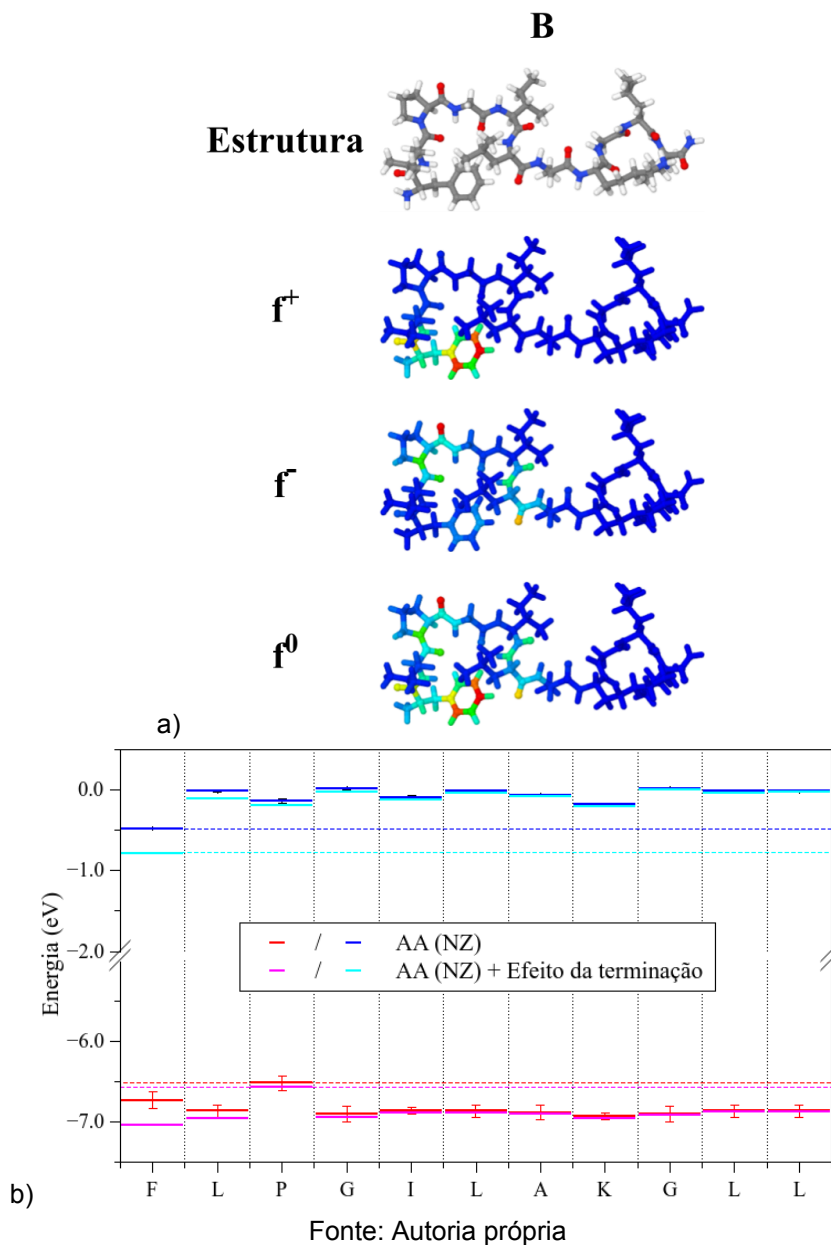 B
Estrutura
f⁺
f⁻
f⁰
a)
0.0
−1.0
−2.0
−6.0
−7.0
Energia (eV)
/ AA (NZ)
/ AA (NZ) + Efeito da terminação
F L P G I L A K G L L
b)
Fonte: Autoria própria